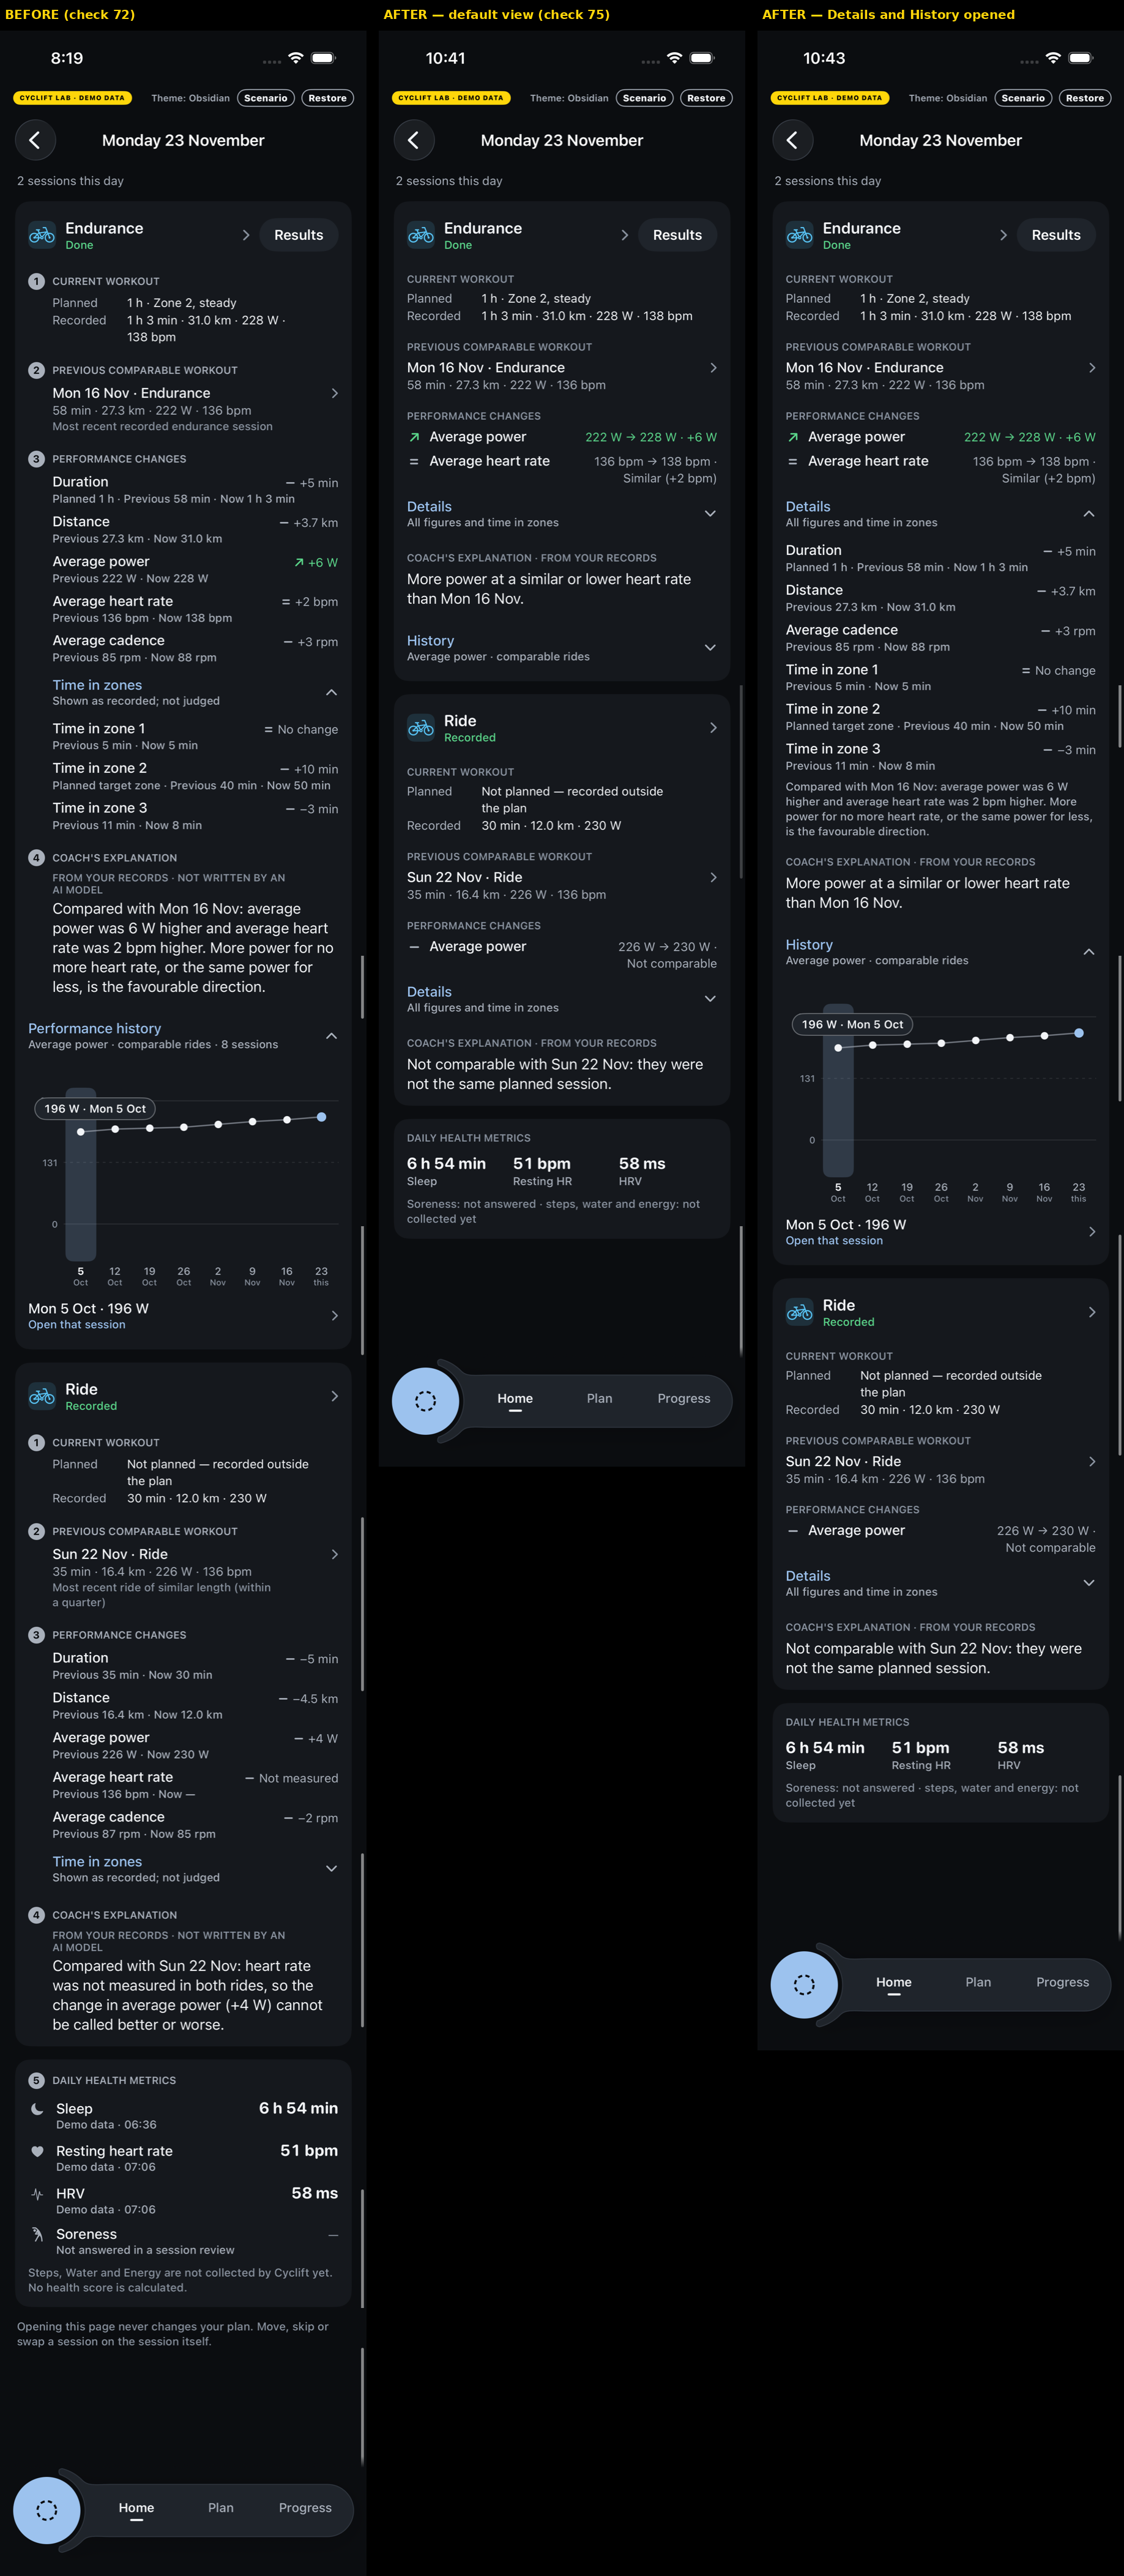 BEFORE (check 72)
8:19
CYCLIFT LAB · DEMO DATA
Theme: Obsidian
Scenario
Restore
Monday 23 November
2 sessions this day
Endurance
Done
Results
1 CURRENT WORKOUT
Planned 1 h · Zone 2, steady
Recorded 1 h 3 min · 31.0 km · 228 W ·
138 bpm
2 PREVIOUS COMPARABLE WORKOUT
Mon 16 Nov · Endurance
58 min · 27.3 km · 222 W · 136 bpm
Most recent recorded endurance session
3 PERFORMANCE CHANGES
Duration – +5 min
Planned 1 h · Previous 58 min · Now 1 h 3 min
Distance – +3.7 km
Previous 27.3 km · Now 31.0 km
Average power ↗ +6 W
Previous 222 W · Now 228 W
Average heart rate = +2 bpm
Previous 136 bpm · Now 138 bpm
Average cadence – +3 rpm
Previous 85 rpm · Now 88 rpm
Time in zones
Shown as recorded; not judged
Time in zone 1 = No change
Previous 5 min · Now 5 min
Time in zone 2 – +10 min
Planned target zone · Previous 40 min · Now 50 min
Time in zone 3 – −3 min
Previous 11 min · Now 8 min
4 COACH'S EXPLANATION
FROM YOUR RECORDS · NOT WRITTEN BY AN
AI MODEL
Compared with Mon 16 Nov: average
power was 6 W higher and average heart
rate was 2 bpm higher. More power for no
more heart rate, or the same power for
less, is the favourable direction.
Performance history
Average power · comparable rides · 8 sessions
196 W · Mon 5 Oct
131
0
5 12 19 26 2 9 16 23
Oct Oct Oct Oct Nov Nov Nov this
Mon 5 Oct · 196 W
Open that session
Ride
Recorded
1 CURRENT WORKOUT
Planned Not planned — recorded outside
the plan
Recorded 30 min · 12.0 km · 230 W
2 PREVIOUS COMPARABLE WORKOUT
Sun 22 Nov · Ride
35 min · 16.4 km · 226 W · 136 bpm
Most recent ride of similar length (within
a quarter)
3 PERFORMANCE CHANGES
Duration – −5 min
Previous 35 min · Now 30 min
Distance – −4.5 km
Previous 16.4 km · Now 12.0 km
Average power – +4 W
Previous 226 W · Now 230 W
Average heart rate – Not measured
Previous 136 bpm · Now —
Average cadence – −2 rpm
Previous 87 rpm · Now 85 rpm
Time in zones
Shown as recorded; not judged
4 COACH'S EXPLANATION
FROM YOUR RECORDS · NOT WRITTEN BY AN
AI MODEL
Compared with Sun 22 Nov: heart rate
was not measured in both rides, so the
change in average power (+4 W) cannot
be called better or worse.
5 DAILY HEALTH METRICS
Sleep 6 h 54 min
Demo data · 06:36
Resting heart rate 51 bpm
Demo data · 07:06
HRV 58 ms
Demo data · 07:06
Soreness —
Not answered in a session review
Steps, Water and Energy are not collected by Cyclift yet.
No health score is calculated.
Opening this page never changes your plan. Move, skip or
swap a session on the session itself.
Home
Plan
Progress
AFTER — default view (check 75)
10:41
CYCLIFT LAB · DEMO DATA
Theme: Obsidian
Scenario
Restore
Monday 23 November
2 sessions this day
Endurance
Done
Results
CURRENT WORKOUT
Planned 1 h · Zone 2, steady
Recorded 1 h 3 min · 31.0 km · 228 W · 138 bpm
PREVIOUS COMPARABLE WORKOUT
Mon 16 Nov · Endurance
58 min · 27.3 km · 222 W · 136 bpm
PERFORMANCE CHANGES
↗ Average power 222 W → 228 W · +6 W
= Average heart rate 136 bpm → 138 bpm ·
Similar (+2 bpm)
Details
All figures and time in zones
COACH'S EXPLANATION · FROM YOUR RECORDS
More power at a similar or lower heart rate
than Mon 16 Nov.
History
Average power · comparable rides
Ride
Recorded
CURRENT WORKOUT
Planned Not planned — recorded outside
the plan
Recorded 30 min · 12.0 km · 230 W
PREVIOUS COMPARABLE WORKOUT
Sun 22 Nov · Ride
35 min · 16.4 km · 226 W · 136 bpm
PERFORMANCE CHANGES
– Average power 226 W → 230 W ·
Not comparable
Details
All figures and time in zones
COACH'S EXPLANATION · FROM YOUR RECORDS
Not comparable with Sun 22 Nov: they were
not the same planned session.
DAILY HEALTH METRICS
6 h 54 min 51 bpm 58 ms
Sleep Resting HR HRV
Soreness: not answered · steps, water and energy: not
collected yet
Home
Plan
Progress
AFTER — Details and History opened
10:43
CYCLIFT LAB · DEMO DATA
Theme: Obsidian
Scenario
Restore
Monday 23 November
2 sessions this day
Endurance
Done
Results
CURRENT WORKOUT
Planned 1 h · Zone 2, steady
Recorded 1 h 3 min · 31.0 km · 228 W · 138 bpm
PREVIOUS COMPARABLE WORKOUT
Mon 16 Nov · Endurance
58 min · 27.3 km · 222 W · 136 bpm
PERFORMANCE CHANGES
↗ Average power 222 W → 228 W · +6 W
= Average heart rate 136 bpm → 138 bpm ·
Similar (+2 bpm)
Details
All figures and time in zones
Duration – +5 min
Planned 1 h · Previous 58 min · Now 1 h 3 min
Distance – +3.7 km
Previous 27.3 km · Now 31.0 km
Average cadence – +3 rpm
Previous 85 rpm · Now 88 rpm
Time in zone 1 = No change
Previous 5 min · Now 5 min
Time in zone 2 – +10 min
Planned target zone · Previous 40 min · Now 50 min
Time in zone 3 – −3 min
Previous 11 min · Now 8 min
Compared with Mon 16 Nov: average power was 6 W
higher and average heart rate was 2 bpm higher. More
power for no more heart rate, or the same power for less,
is the favourable direction.
COACH'S EXPLANATION · FROM YOUR RECORDS
More power at a similar or lower heart rate
than Mon 16 Nov.
History
Average power · comparable rides
196 W · Mon 5 Oct
131
0
5 12 19 26 2 9 16 23
Oct Oct Oct Oct Nov Nov Nov this
Mon 5 Oct · 196 W
Open that session
Ride
Recorded
CURRENT WORKOUT
Planned Not planned — recorded outside
the plan
Recorded 30 min · 12.0 km · 230 W
PREVIOUS COMPARABLE WORKOUT
Sun 22 Nov · Ride
35 min · 16.4 km · 226 W · 136 bpm
PERFORMANCE CHANGES
– Average power 226 W → 230 W ·
Not comparable
Details
All figures and time in zones
COACH'S EXPLANATION · FROM YOUR RECORDS
Not comparable with Sun 22 Nov: they were
not the same planned session.
DAILY HEALTH METRICS
6 h 54 min 51 bpm 58 ms
Sleep Resting HR HRV
Soreness: not answered · steps, water and energy: not
collected yet
Home
Plan
Progress